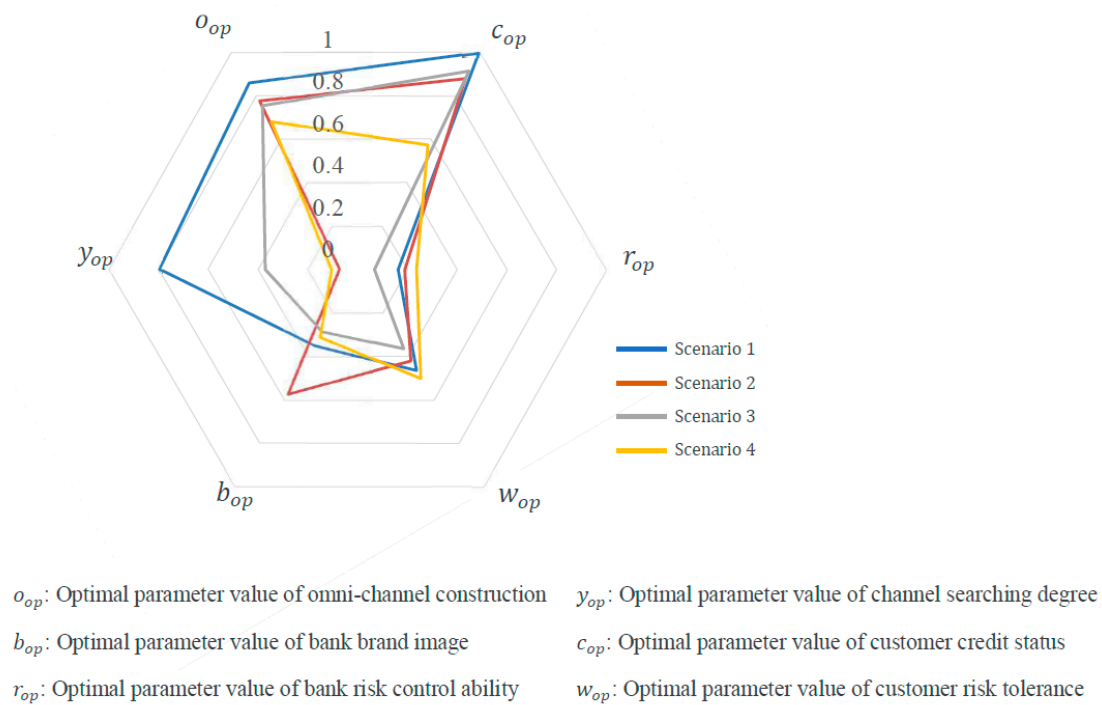 o_op
c_op
1
0.8
0.6
0.4
0.2
0
y_op
r_op
b_op
w_op
Scenario 1
Scenario 2
Scenario 3
Scenario 4
o_op: Optimal parameter value of omni-channel construction
y_op: Optimal parameter value of channel searching degree
b_op: Optimal parameter value of bank brand image
c_op: Optimal parameter value of customer credit status
r_op: Optimal parameter value of bank risk control ability
w_op: Optimal parameter value of customer risk tolerance